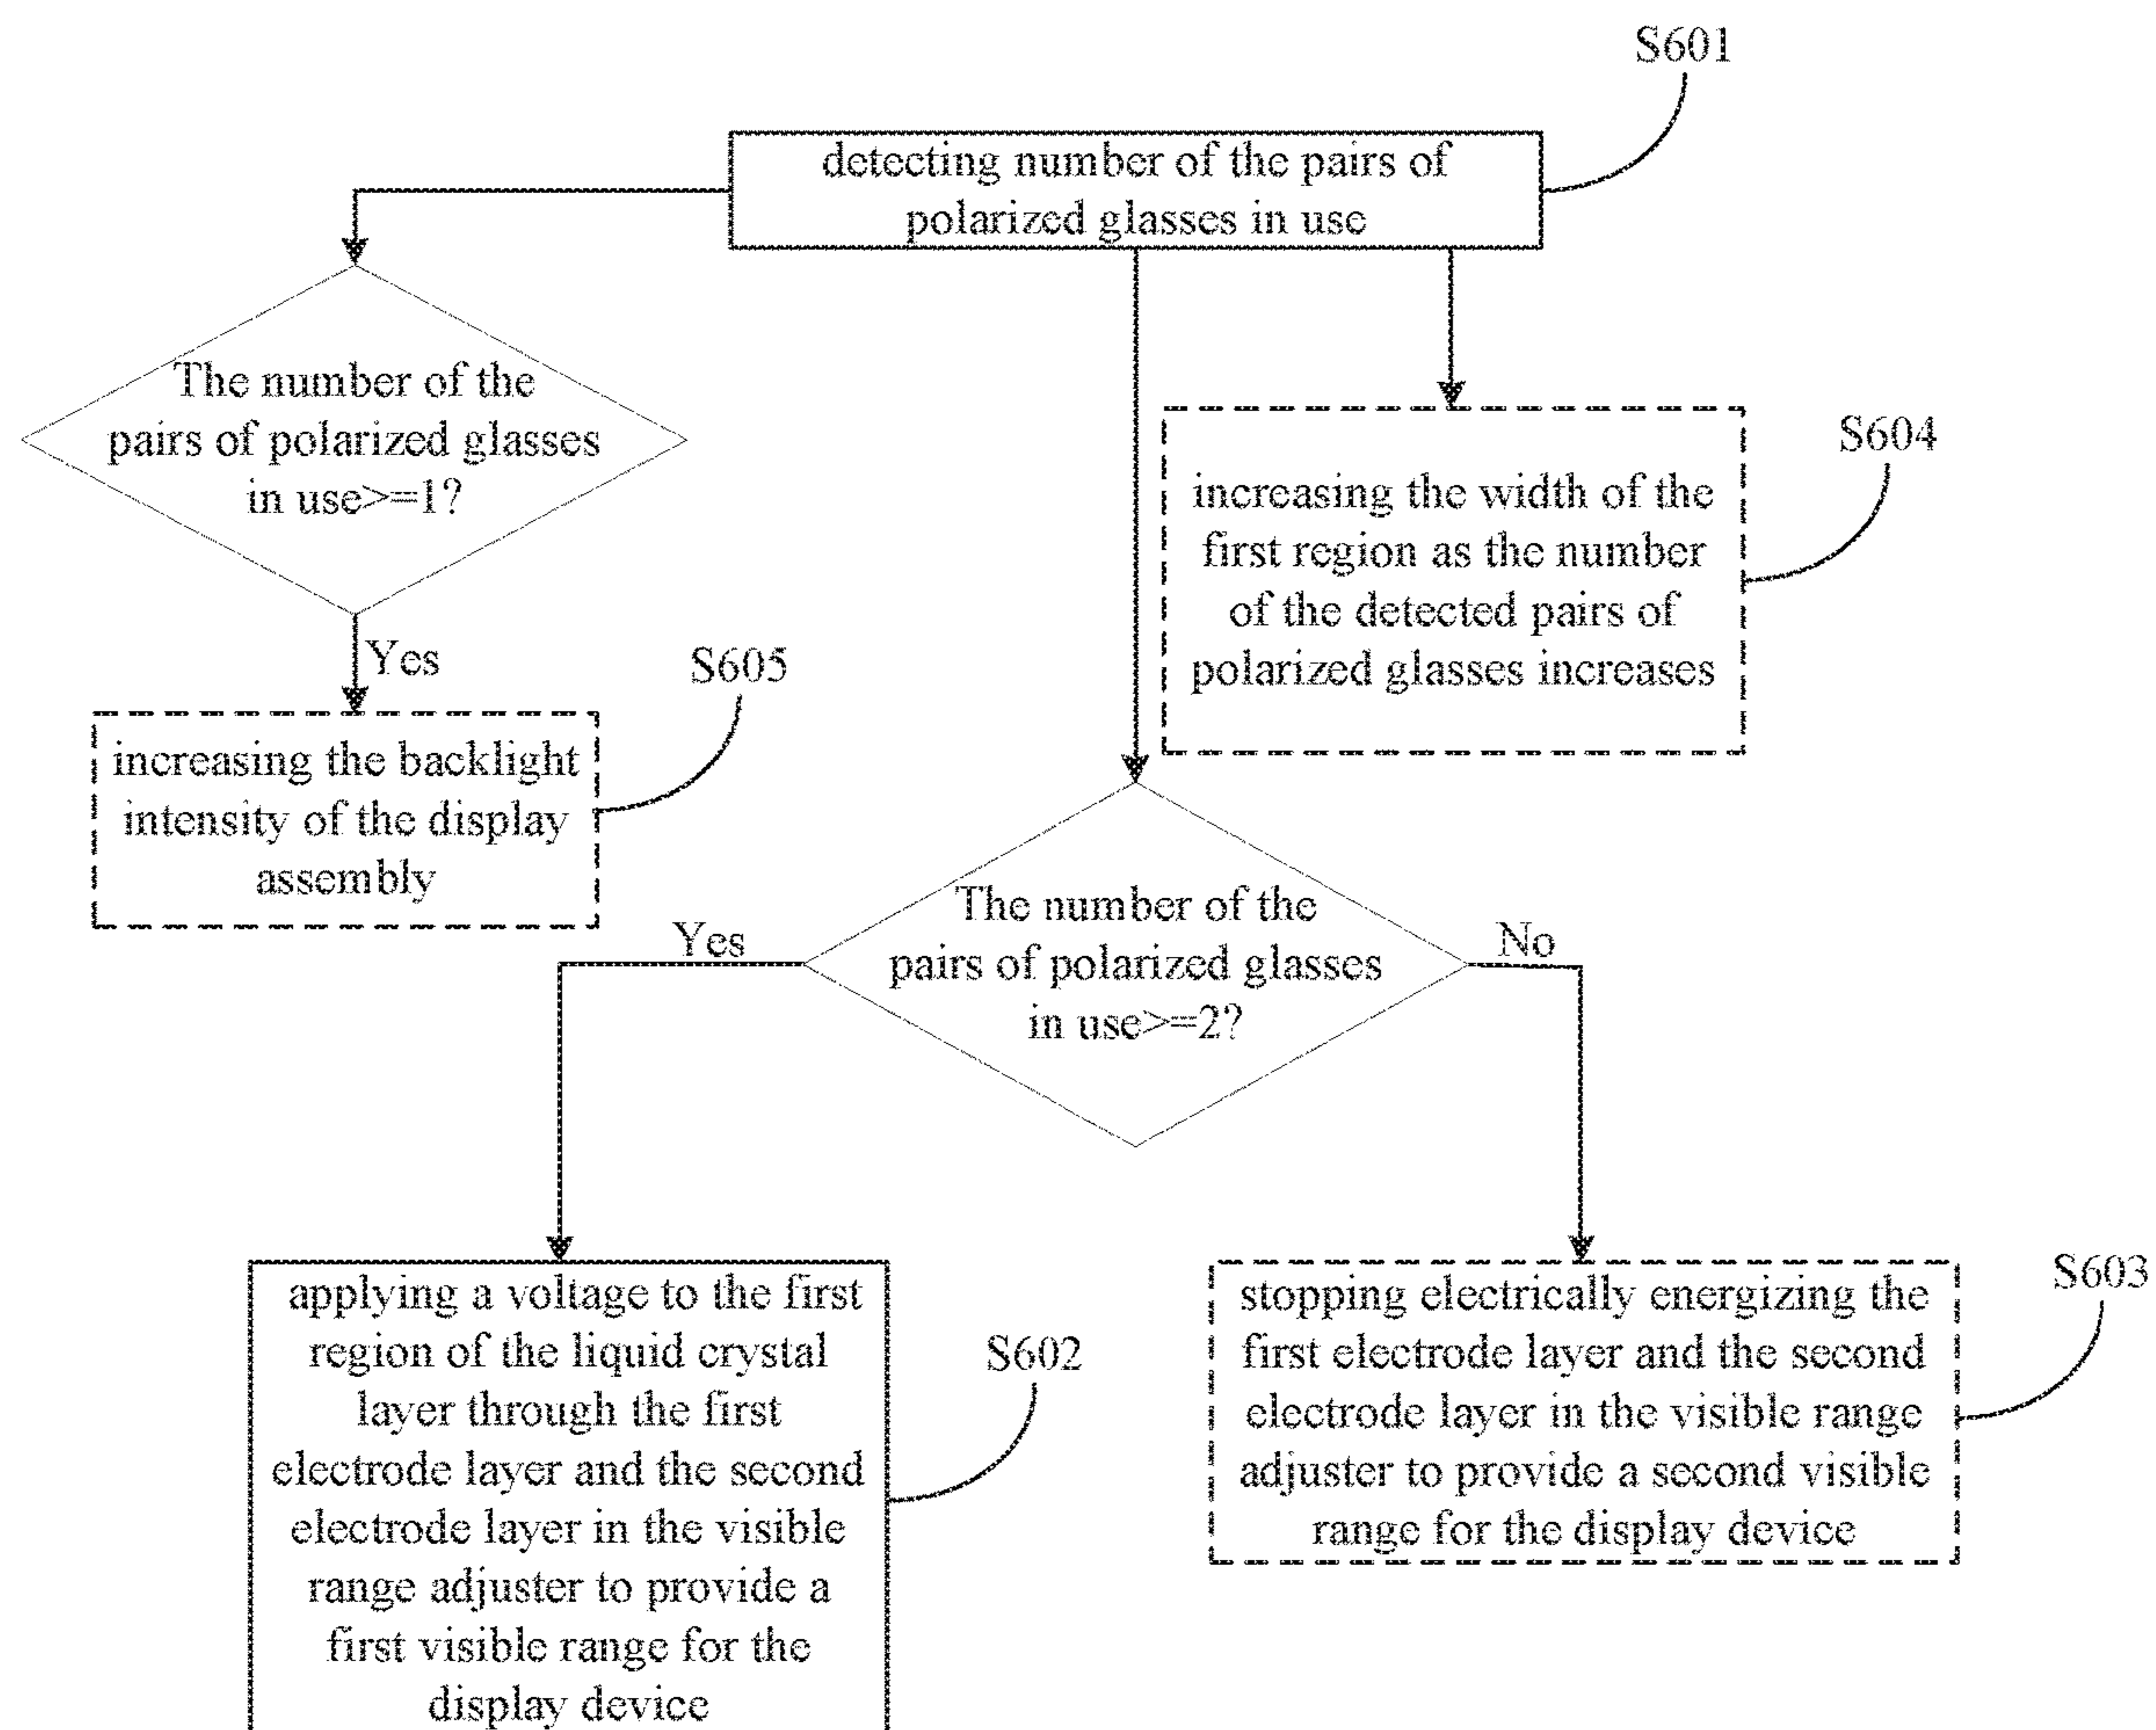 S601
detecting number of the pairs of
polarized glasses in use
The number of the
pairs of polarized glasses
in use>=1?
S604
increasing the width of the
first region as the number
of the detected pairs of
polarized glasses increases
Yes
S605
increasing the backlight
intensity of the display
assembly
The number of the
pairs of polarized glasses
in use>=2?
Yes
No
applying a voltage to the first
region of the liquid crystal
layer through the first
electrode layer and the second
electrode layer in the visible
range adjuster to provide a
first visible range for the
display device
S602
stopping electrically energizing the
first electrode layer and the second
electrode layer in the visible range
adjuster to provide a second visible
range for the display device
S603